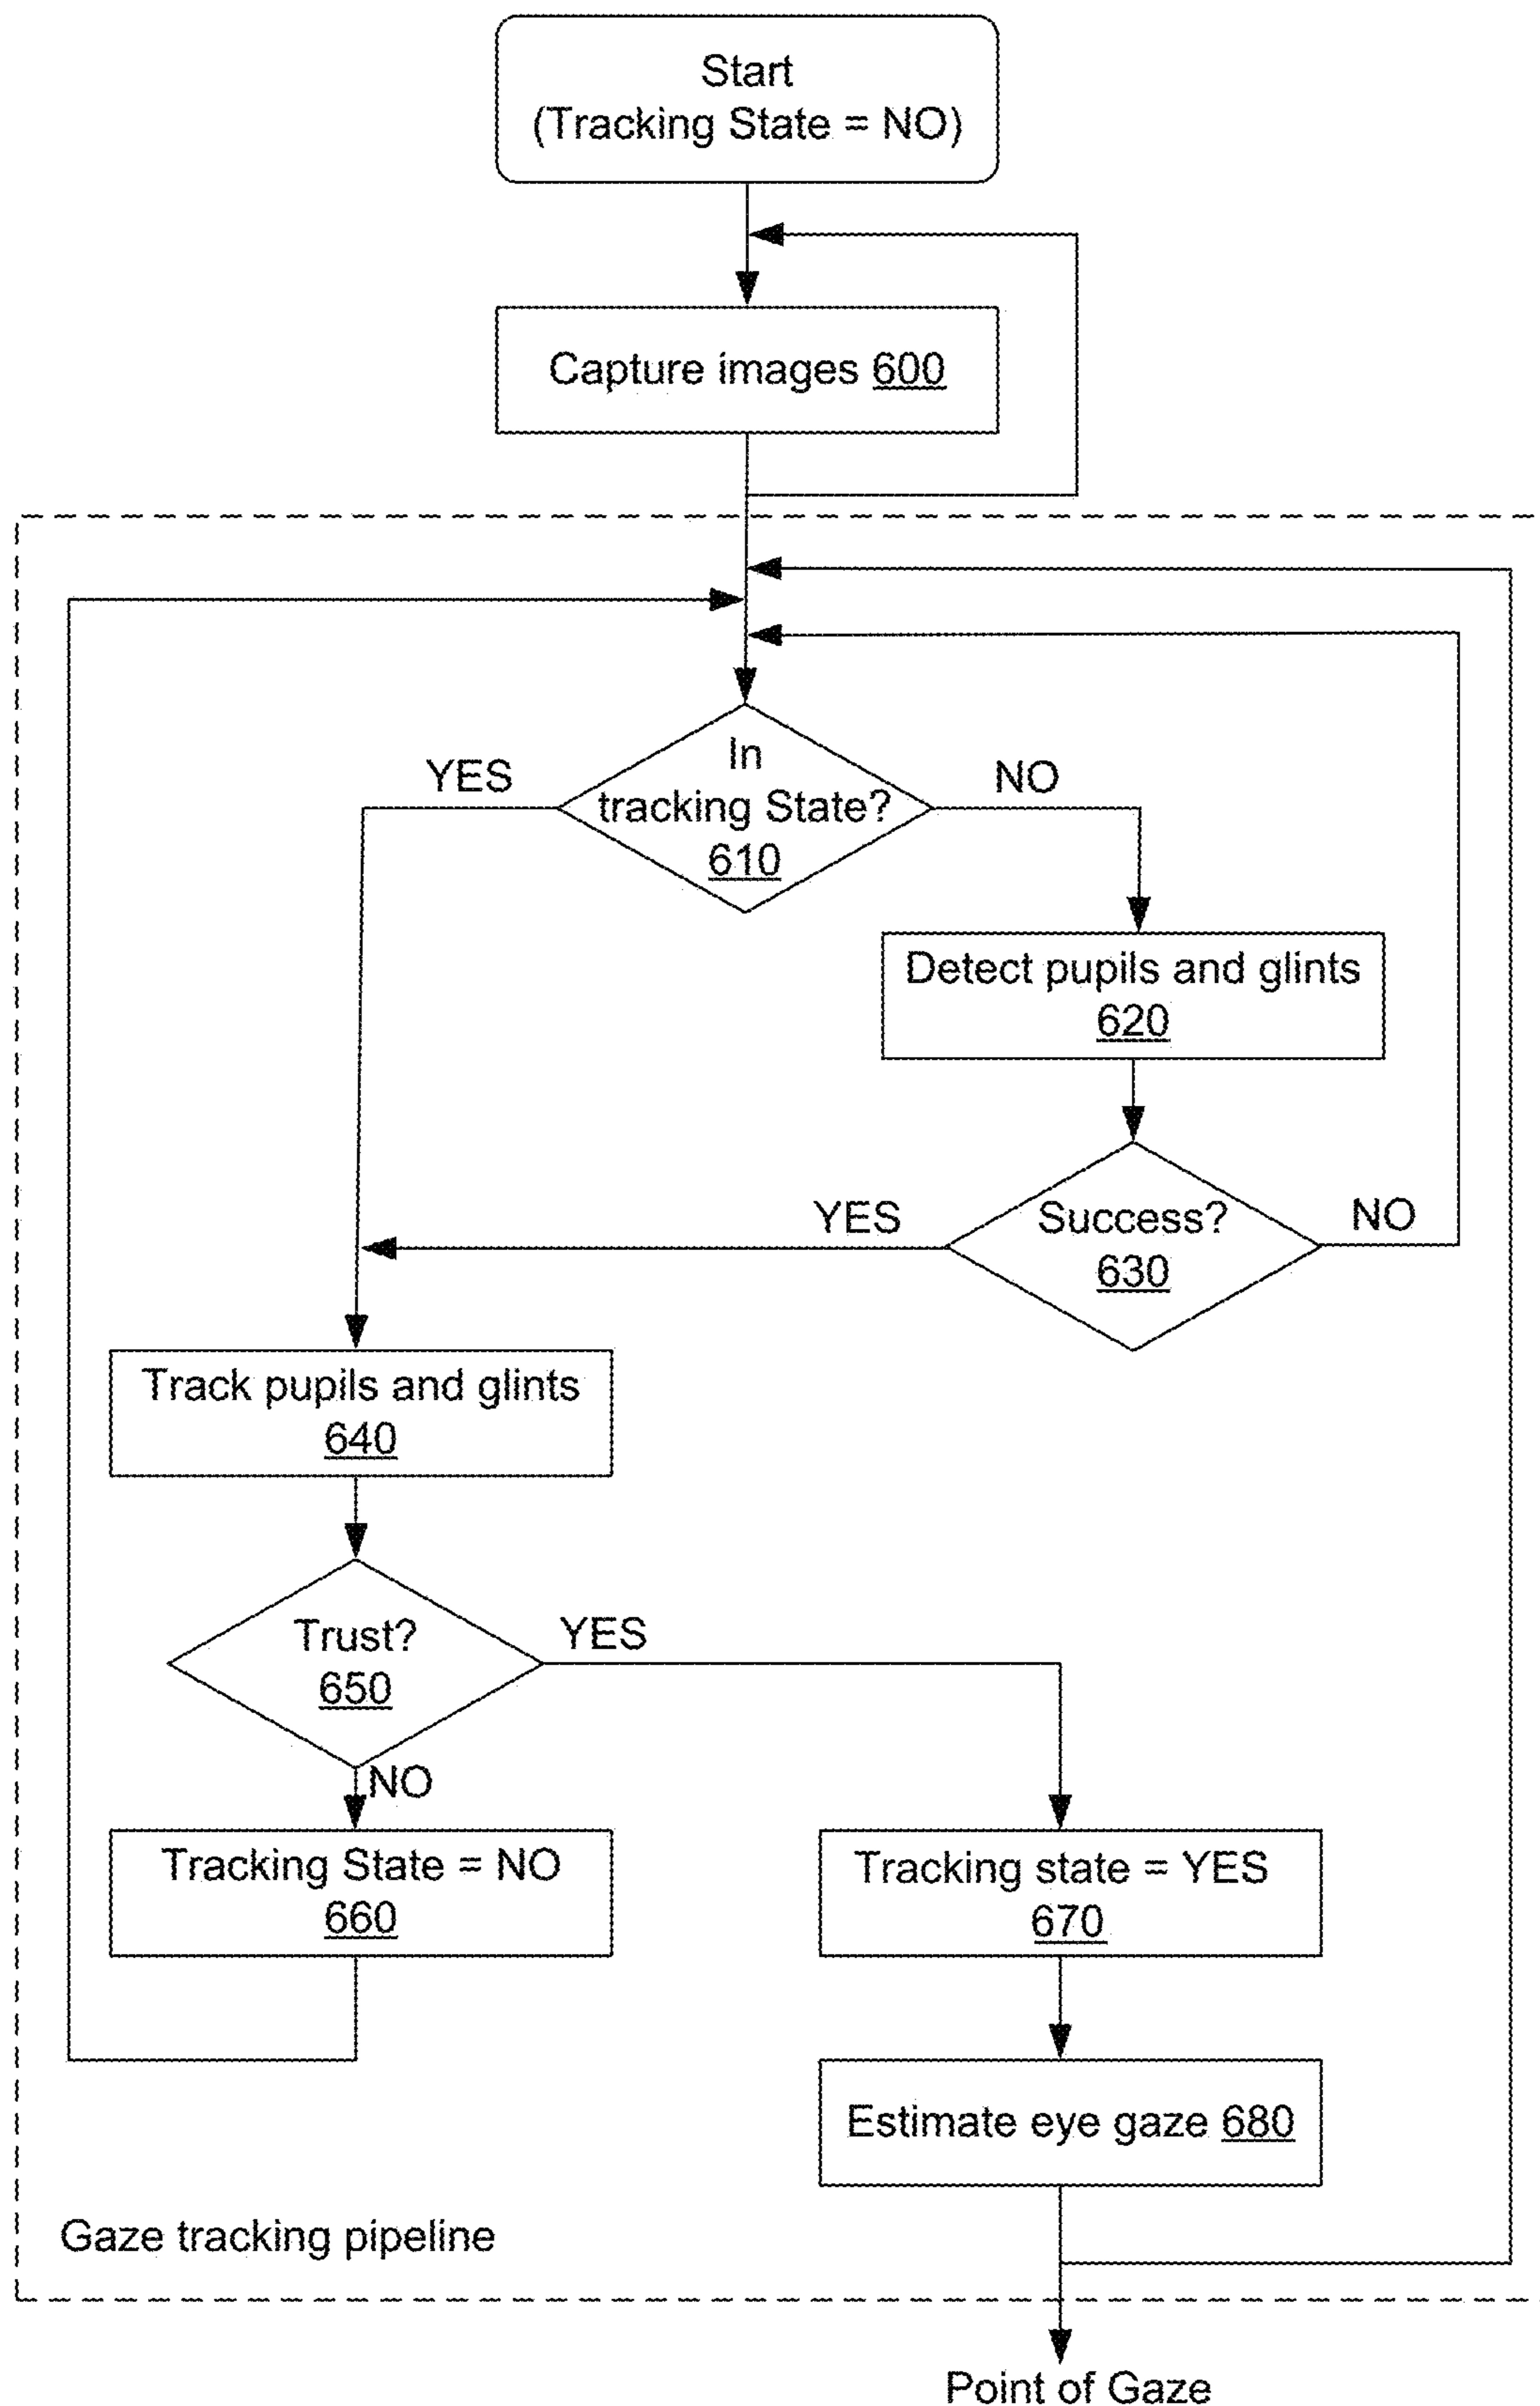 Start
(Tracking State = NO)
Capture images 600
In
tracking State?
610
YES
NO
Detect pupils and glints
620
Success?
630
YES
NO
Track pupils and glints
640
Trust?
650
YES
NO
Tracking State = NO
660
Tracking state = YES
670
Estimate eye gaze 680
Gaze tracking pipeline
Point of Gaze